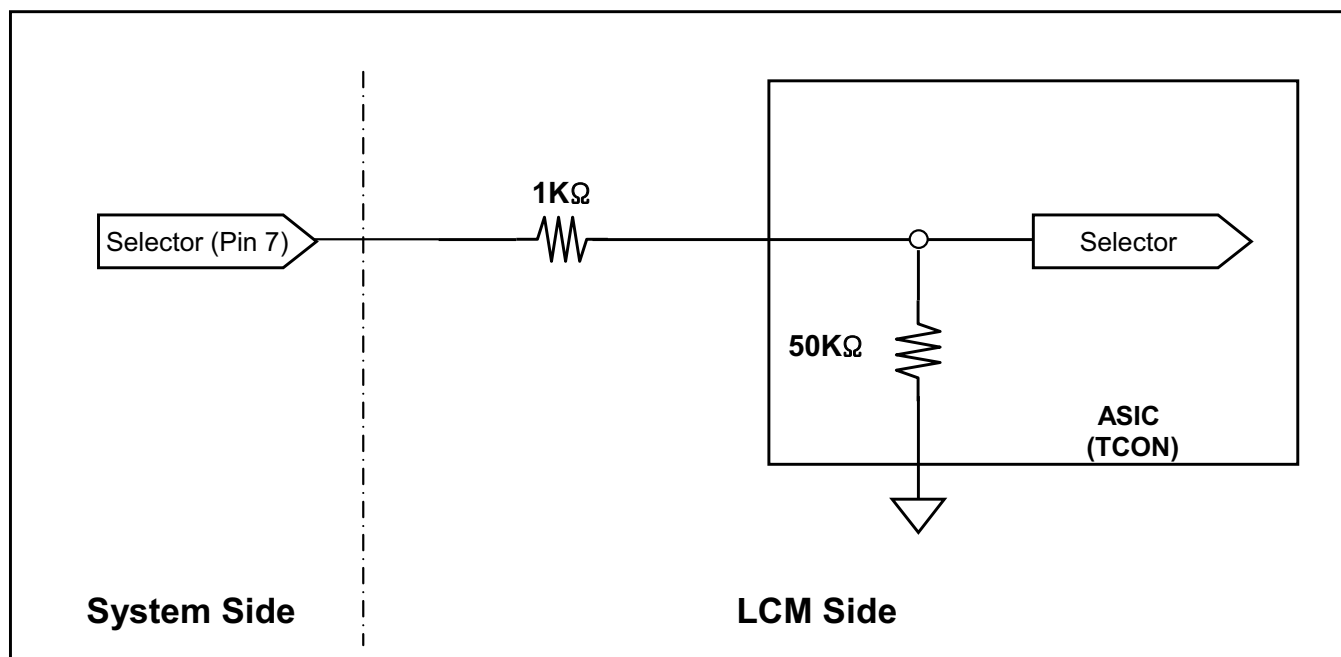 1KΩ
Selector (Pin 7)
Selector
50KΩ
ASIC
(TCON)
System Side
LCM Side